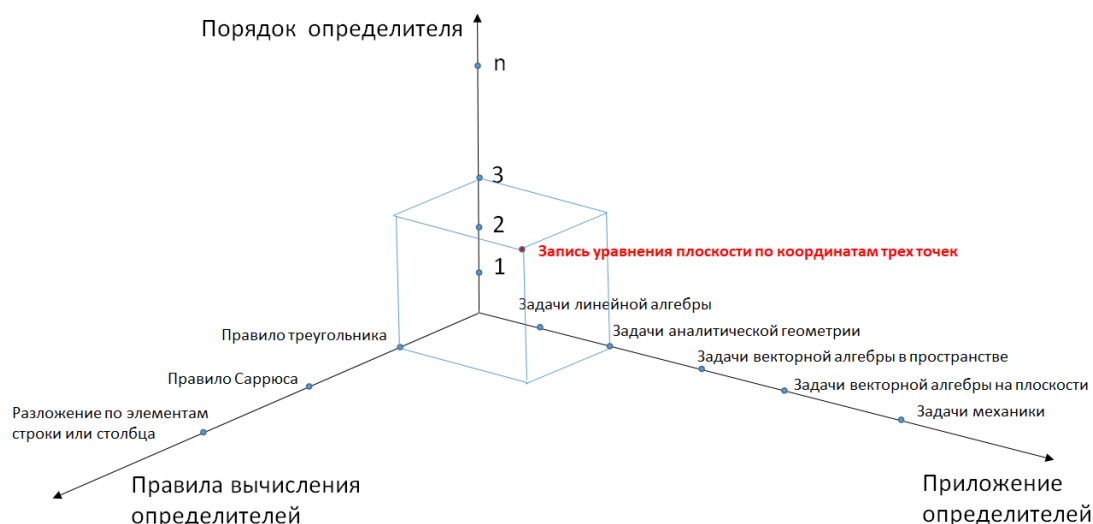 Порядок определителя
n
3
2
Запись уравнения плоскости по координатам трех точек
1
Задачи линейной алгебры
Правило треугольника
Задачи аналитической геометрии
Задачи векторной алгебры в пространстве
Правило Саррюса
Задачи векторной алгебры на плоскости
Разложение по элементам
строки или столбца
Задачи механики
Правила вычисления
определителей
Приложение
определителей